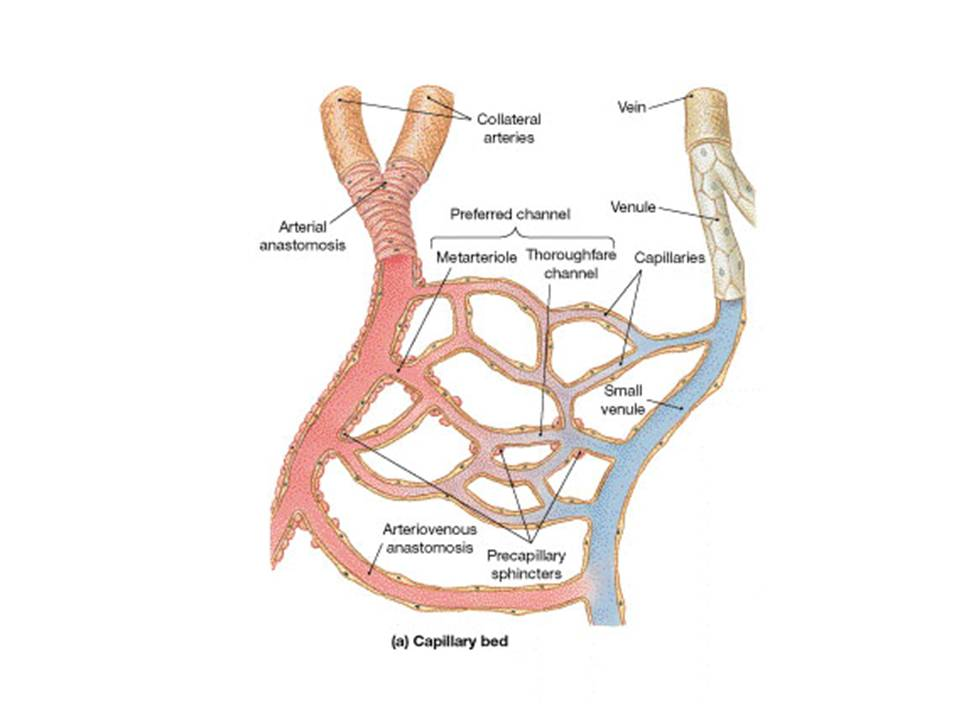 Collateral
arteries
Vein
Arterial
anastomosis
Preferred channel
Venule
Metarteriole
Thoroughfare
channel
Capillaries
Small
venule
Arteriovenous
anastomosis
Precapillary
sphincters
(a) Capillary bed